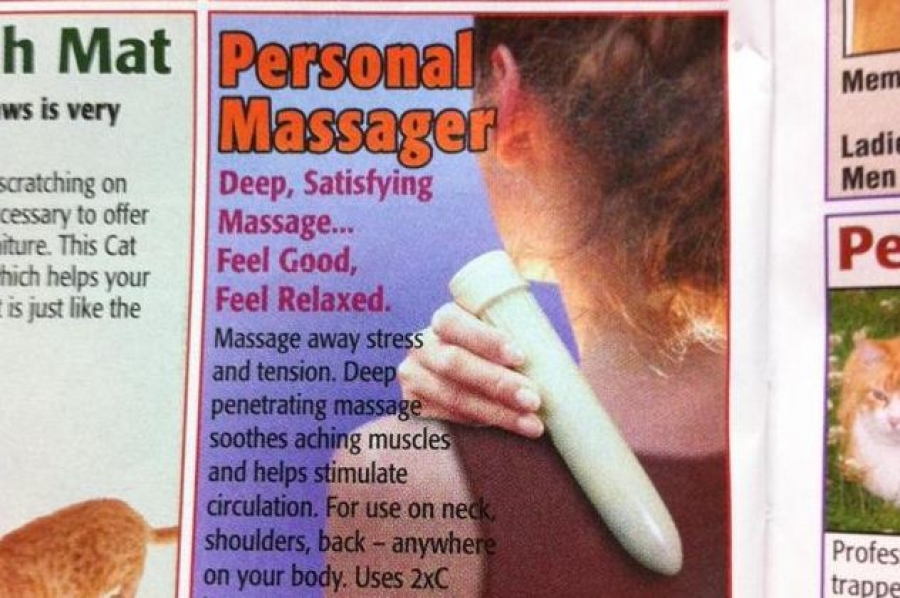 h Mat
ws is very
scratching on
cessary to offer
niture. This Cat
hich helps your
is just like the
Personal
Massager
Deep, Satisfying
Massage...
Feel Good,
Feel Relaxed.
Massage away stress
and tension. Deep
penetrating massage
soothes aching muscles
and helps stimulate
circulation. For use on neck,
shoulders, back – anywhere
on your body. Uses 2xC
Mem
Ladie
Men
Pe
Profes
trappe